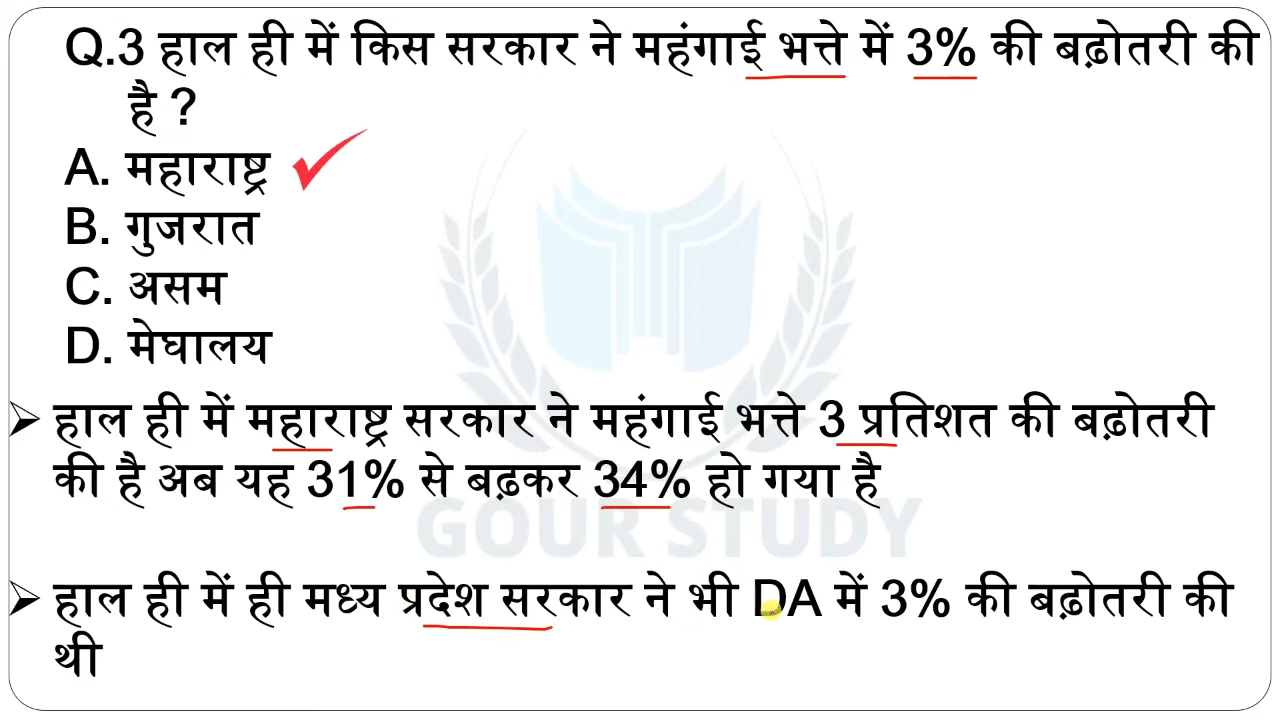 Q.3 हाल ही में किस सरकार ने महंगाई भत्ते में 3% की बढ़ोतरी की
है ?
A. महाराष्ट्र
B. गुजरात
C. असम
D. मेघालय
हाल ही में महाराष्ट्र सरकार ने महंगाई भत्ते 3 प्रतिशत की बढ़ोतरी
की है अब यह 31% से बढ़कर 34% हो गया है
GOUR STUDY
हाल ही में ही मध्य प्रदेश सरकार ने भी DA में 3% की बढ़ोतरी की
थी